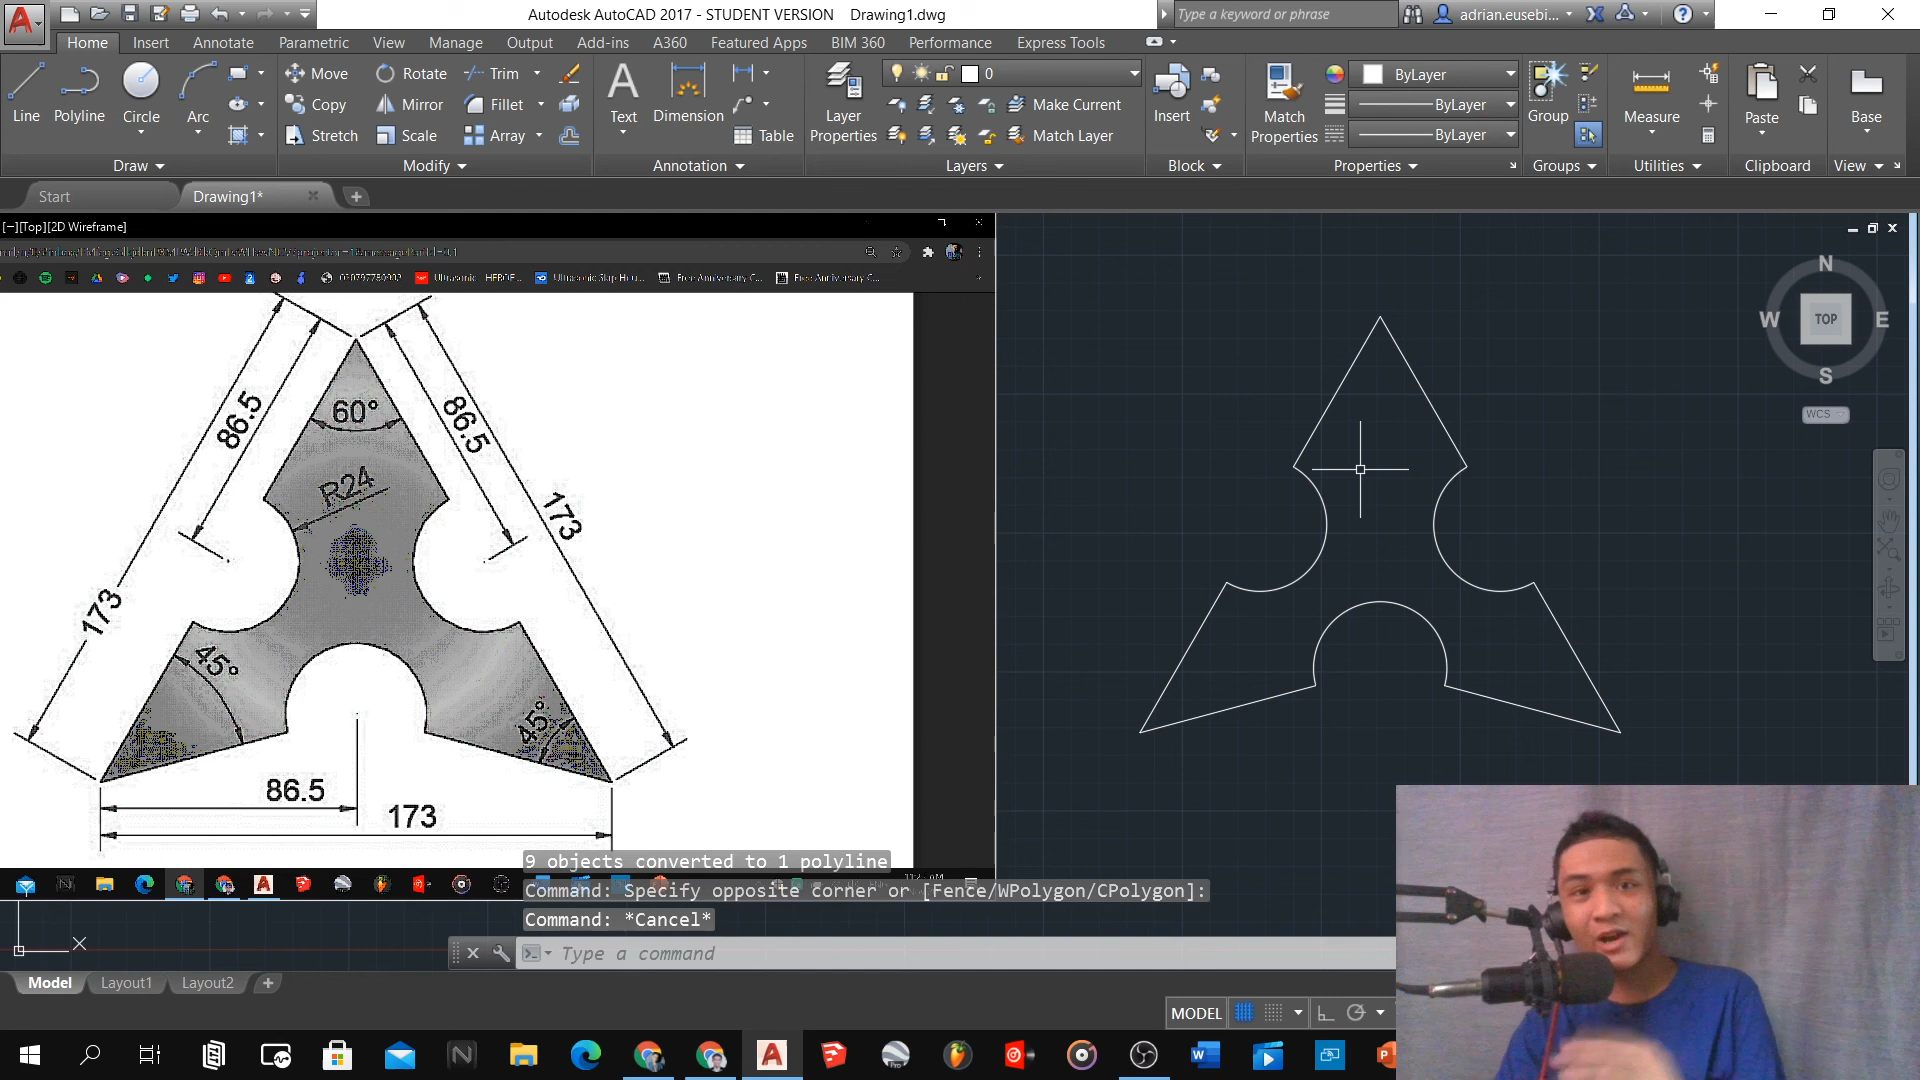 Autodesk AutoCAD 2017 - STUDENT VERSION    Drawing1.dwg
Type a keyword or phrase
adrian.eusebi...
Home Insert Annotate Parametric View Manage Output Add-ins A360 Featured Apps BIM 360 Performance Express Tools
Line Polyline Circle Arc
Move Rotate Trim
Copy Mirror Fillet
Stretch Scale Array
Text Dimension Table
Layer Properties
0
Make Current
Match Layer
Insert
Match Properties
ByLayer
ByLayer
ByLayer
Group
Measure
Paste
Base
Draw Modify Annotation Layers Block Properties Groups Utilities Clipboard View
Start Drawing1*
[−][Top][2D Wireframe]
Ultrasonic
Free Anniversary C...
Free Anniversary C...
N
W TOP E
S
WCS
86.5
60°
86.5
R24
173
173
45°
45°
86.5
173
9 objects converted to 1 polyline
Command: Specify opposite corner or [Fence/WPolygon/CPolygon]:
Command: *Cancel*
Type a command
Model Layout1 Layout2
MODEL